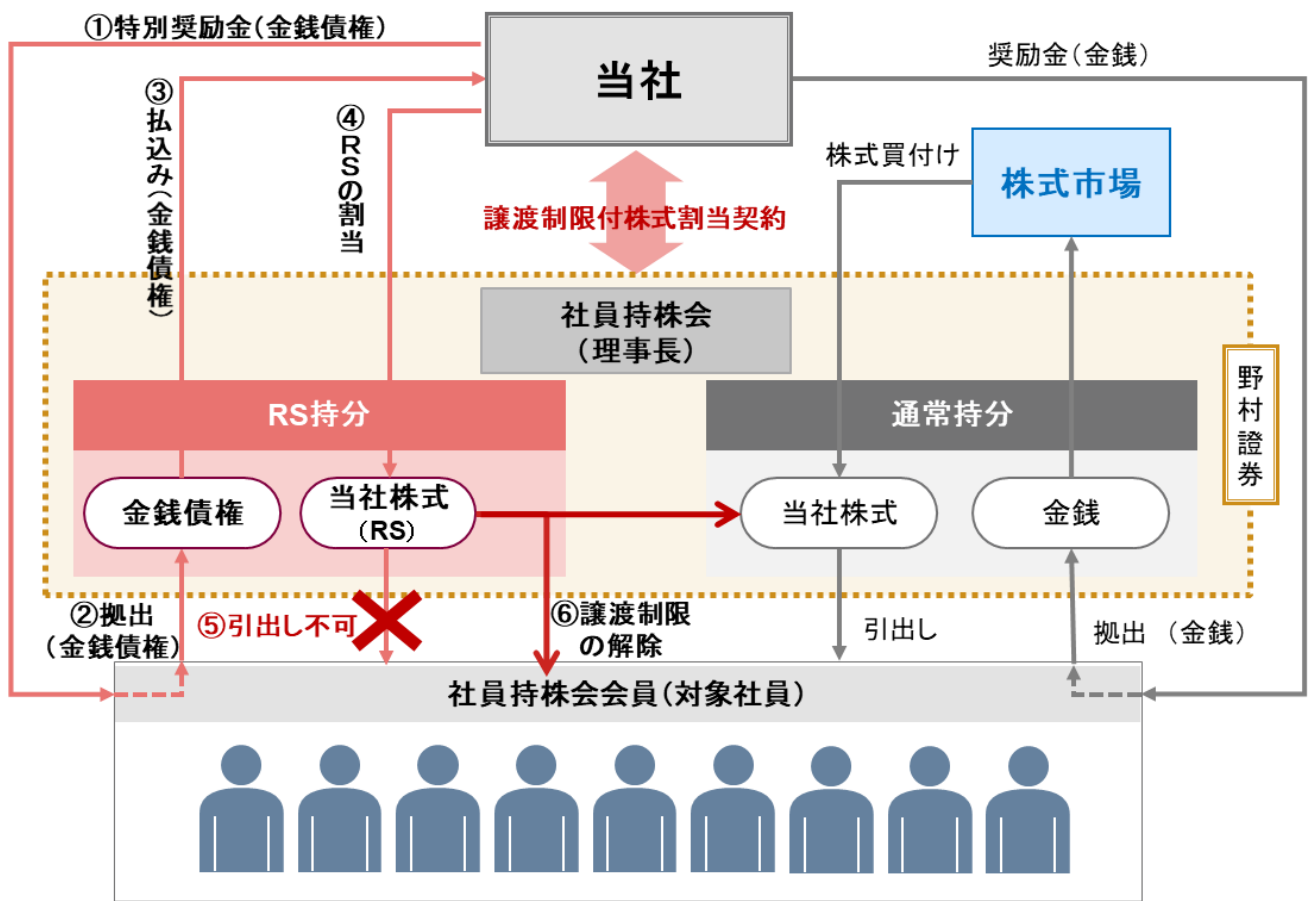 ①特別奨励金(金銭債権)
当社
奨励金(金銭)
③払込み(金銭債権)
④RSの割当
株式買付け
株式市場
譲渡制限付株式割当契約
社員持株会
(理事長)
野村證券
RS持分
通常持分
金銭債権
当社株式
(RS)
当社株式
金銭
②拠出
(金銭債権)
⑤引出し不可
⑥譲渡制限
の解除
引出し
拠出 (金銭)
社員持株会会員(対象社員)